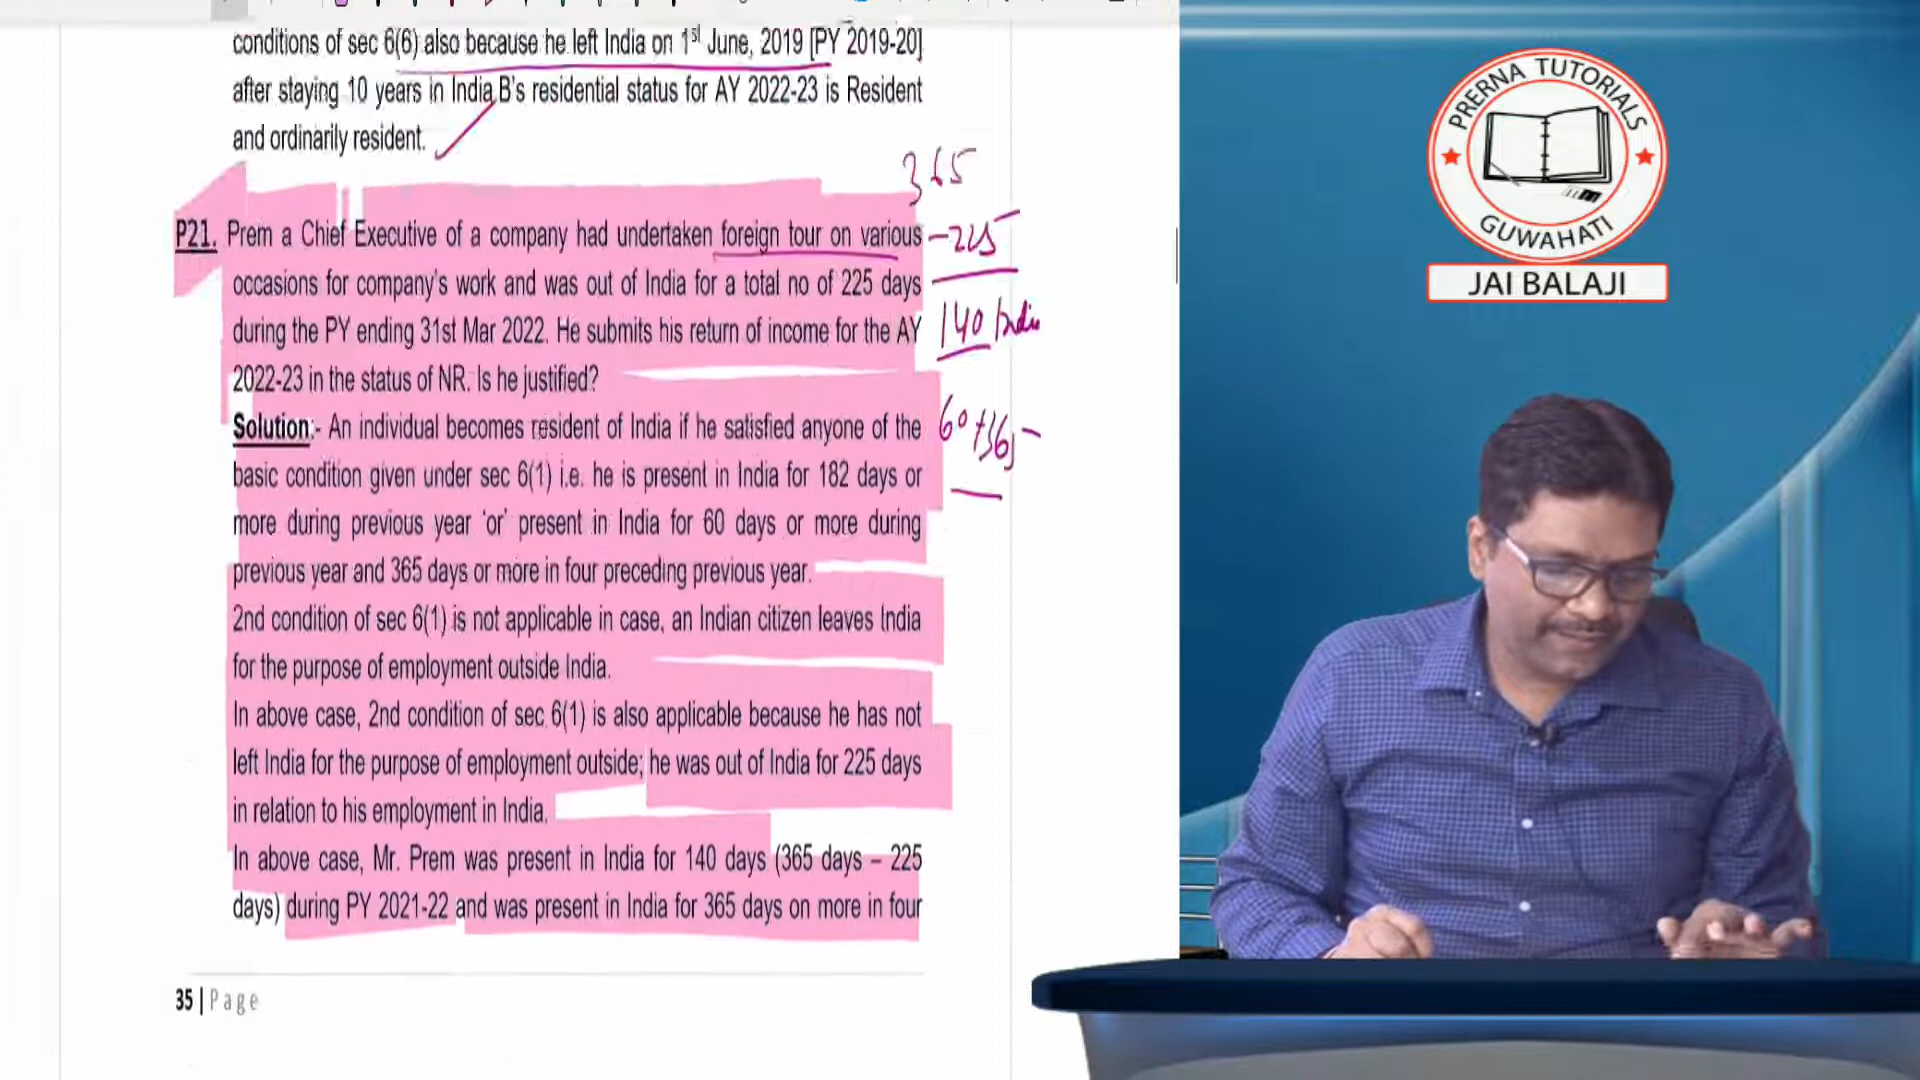 conditions of sec 6(6) also because he left India on 1st June, 2019 [PY 2019-20]
after staying 10 years in India B's residential status for AY 2022-23 is Resident
and ordinarily resident.
365
P21. Prem a Chief Executive of a company had undertaken foreign tour on various
-225
occasions for company's work and was out of India for a total no of 225 days
during the PY ending 31st Mar 2022. He submits his return of income for the AY
140 India
2022-23 in the status of NR. Is he justified?
Solution:- An individual becomes resident of India if he satisfied anyone of the
60+365
basic condition given under sec 6(1) i.e. he is present in India for 182 days or
more during previous year 'or' present in India for 60 days or more during
previous year and 365 days or more in four preceding previous year.
2nd condition of sec 6(1) is not applicable in case, an Indian citizen leaves India
for the purpose of employment outside India.
In above case, 2nd condition of sec 6(1) is also applicable because he has not
left India for the purpose of employment outside; he was out of India for 225 days
in relation to his employment in India.
In above case, Mr. Prem was present in India for 140 days (365 days – 225
days) during PY 2021-22 and was present in India for 365 days on more in four
35 | Page
PRERNA TUTORIALS
GUWAHATI
JAI BALAJI